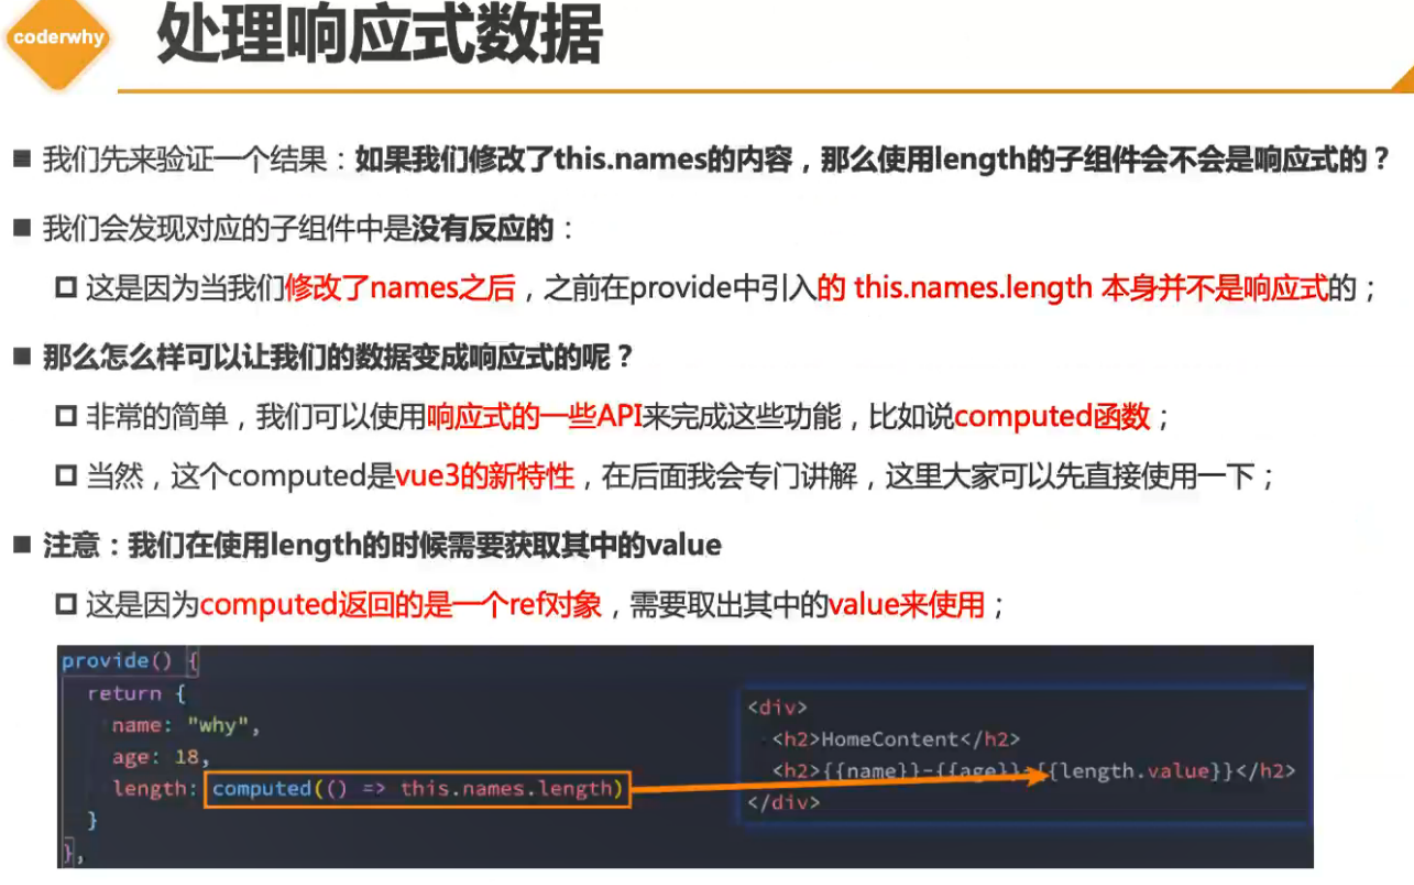 coderwhy
处理响应式数据
我们先来验证一个结果：如果我们修改了this.names的内容，那么使用length的子组件会不会是响应式的？
我们会发现对应的子组件中是没有反应的：
这是因为当我们修改了names之后，之前在provide中引入的 this.names.length 本身并不是响应式的；
那么怎么样可以让我们的数据变成响应式的呢？
非常的简单，我们可以使用响应式的一些API来完成这些功能，比如说computed函数；
当然，这个computed是vue3的新特性，在后面我会专门讲解，这里大家可以先直接使用一下；
注意：我们在使用length的时候需要获取其中的value
这是因为computed返回的是一个ref对象，需要取出其中的value来使用；
provide() {
return {
name: "why",
age: 18,
length: computed(() => this.names.length)
}
},
<div>
<h2>HomeContent</h2>
<h2>{{name}}-{{age}}-{{length.value}}</h2>
</div>